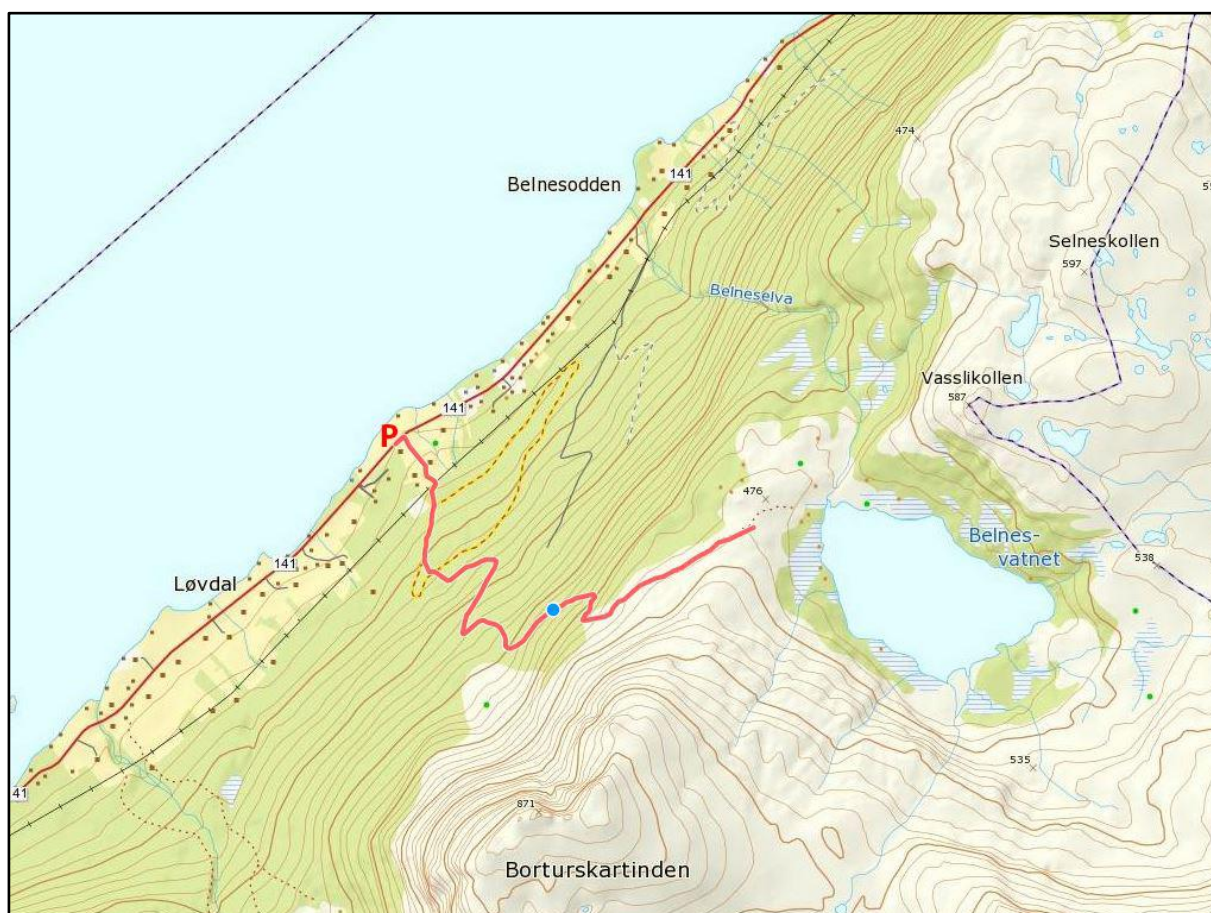 474
141
Belnesodden
Selneskollen
597
Belneselva
Vasslikollen
587
141
P
476
Belnes-
vatnet
538
141
Løvdal
535
41
871
Borturskartinden